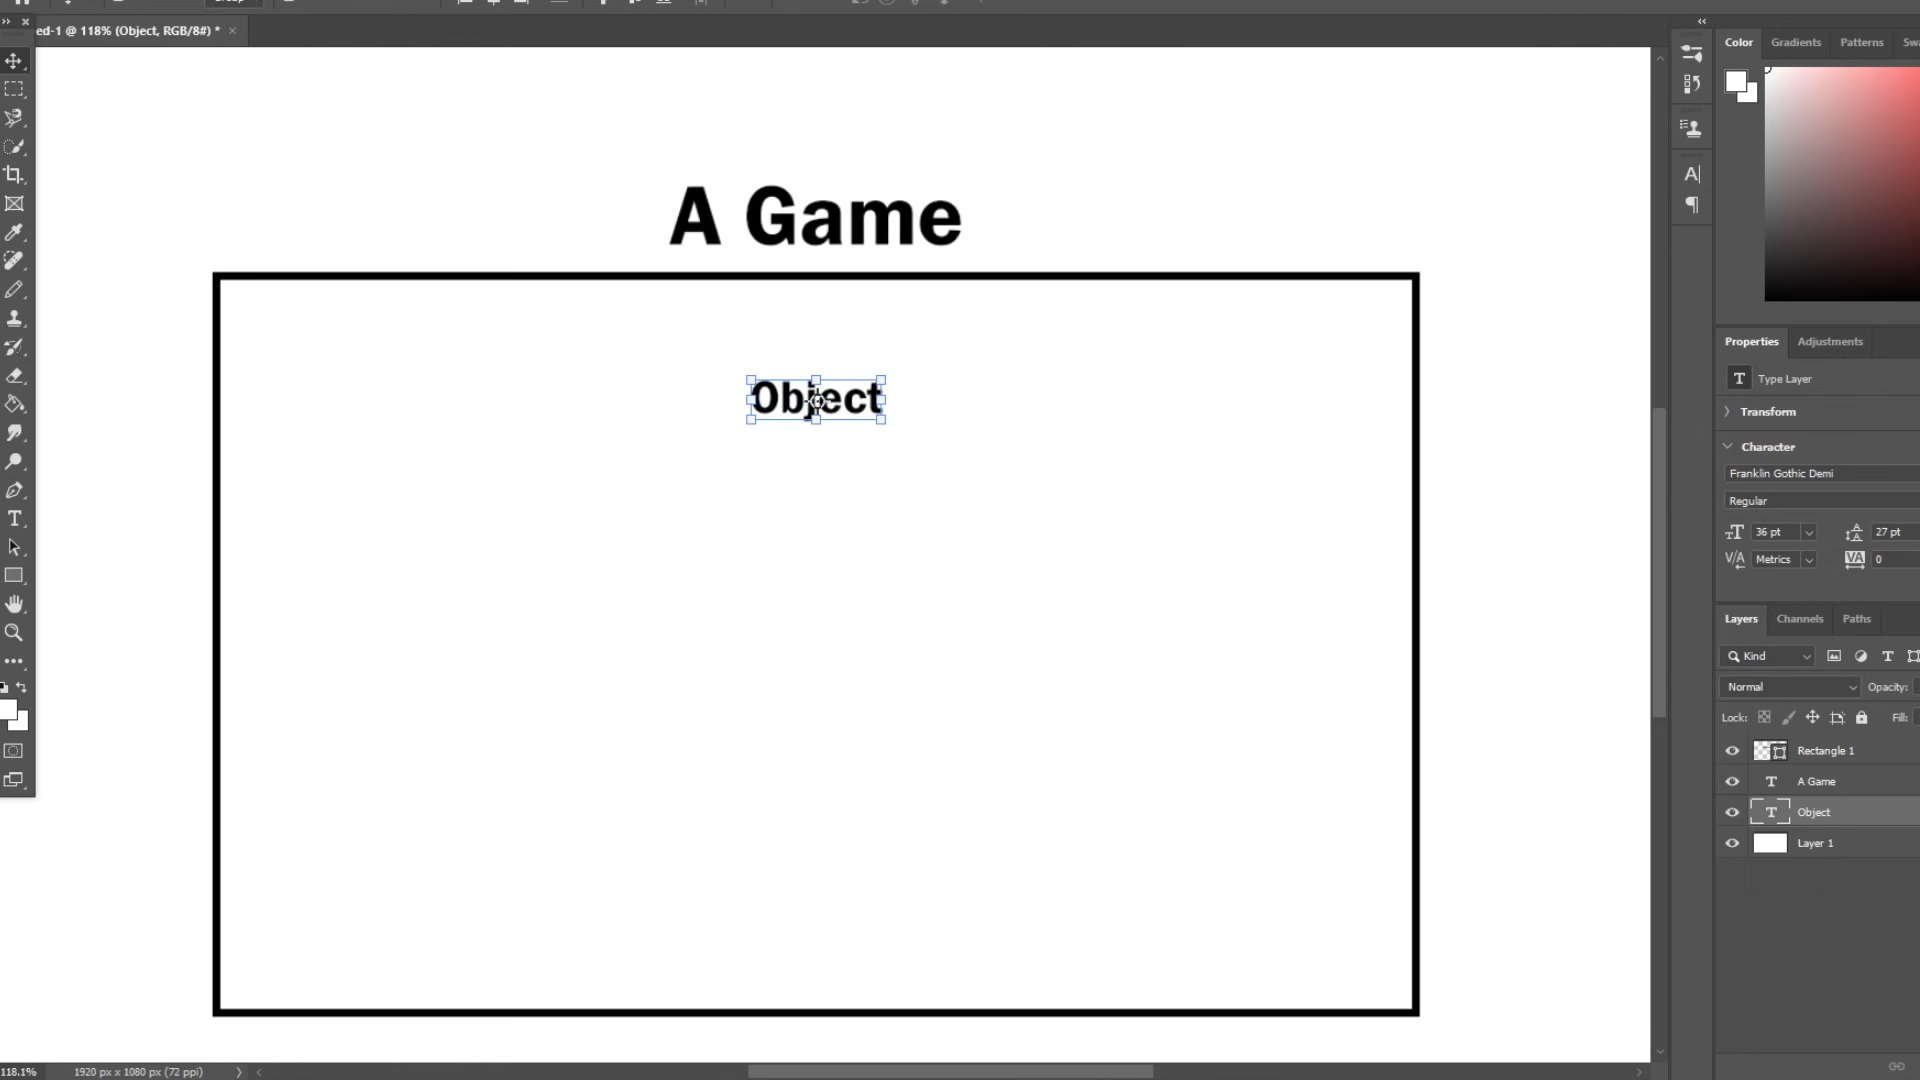 ed-1 @ 118% (Object, RGB/8#) *
Color Gradients Patterns Swa
A Game
Object
Properties Adjustments
T Type Layer
Transform
Character
Franklin Gothic Demi
Regular
36 pt 27 pt
Metrics 0
Layers Channels Paths
Kind
Normal Opacity:
Lock: Fill:
Rectangle 1
T A Game
T Object
Layer 1
118.1% 1920 px x 1080 px (72 ppi)